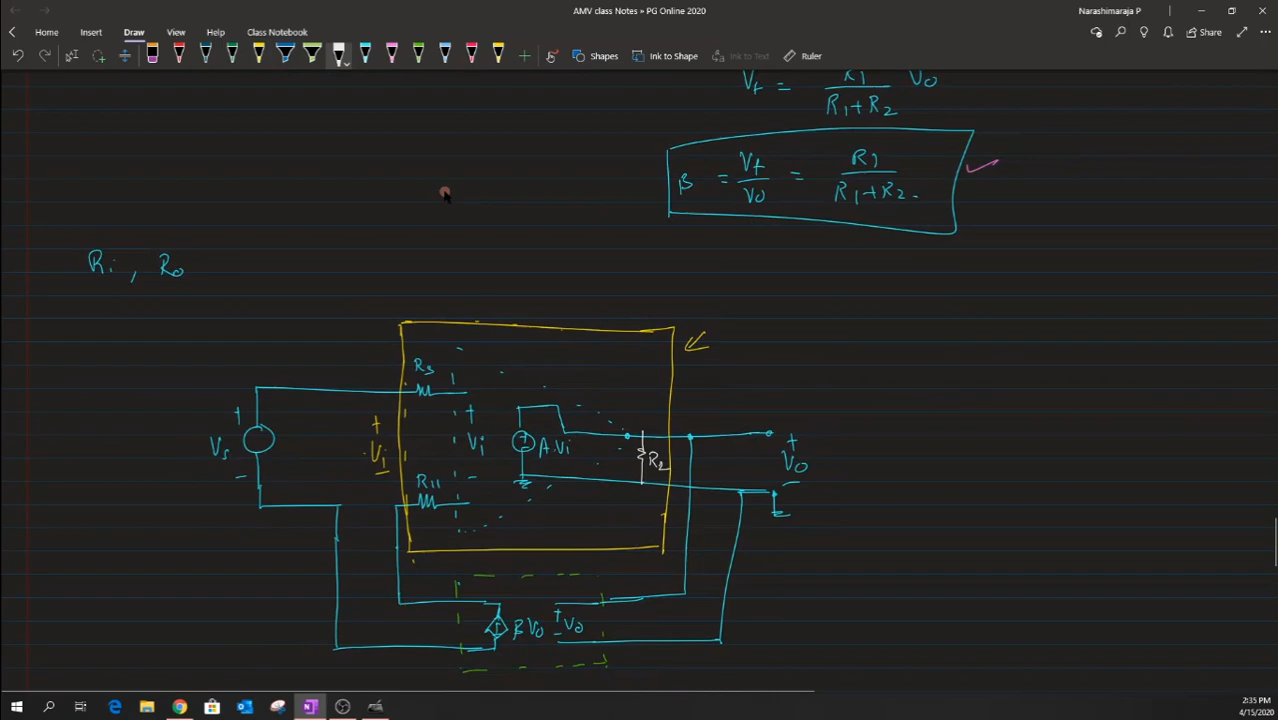 AMV class Notes » PG Online 2020
Narashimaraja P
Home Insert Draw View Help Class Notebook
Share
Shapes Ink to Shape Ink to Text Ruler
Vf = R1 / R1+R2 Vo
β = Vf / Vo = R1 / R1+R2.
Ri , Ro
Rs
+ Vs -
+ Vi -
+ Vi -
A.Vi
R2
+ Vo -
R11
βVo
+ Vo -
2:35 PM
4/15/2020